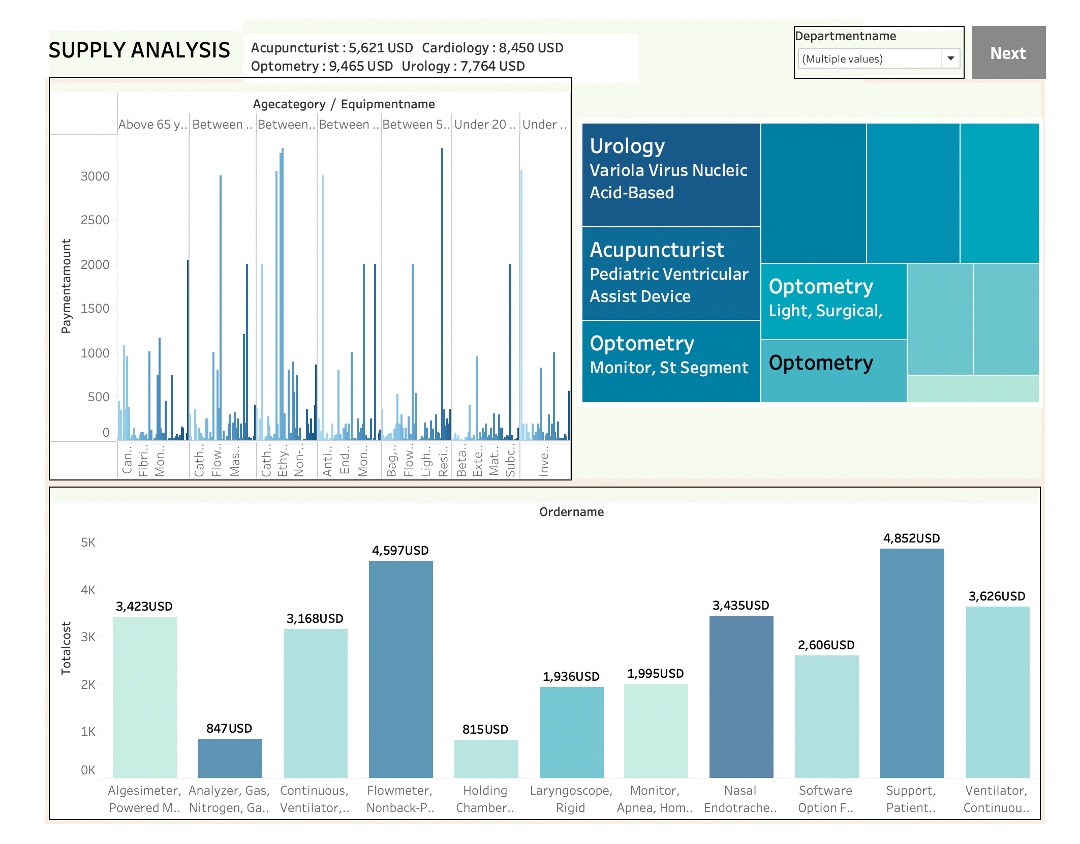 SUPPLY ANALYSIS
Acupuncturist : 5,621 USD Cardiology : 8,450 USD
Optometry : 9,465 USD Urology : 7,764 USD
Departmentname
(Multiple values)
Next
Agecategory / Equipmentname
Above 65 y.. Between .. Between.. Between .. Between 5.. Under 20 .. Under ..
Paymentamount
3000
2500
2000
1500
1000
500
0
Can.. Fibri.. Mon.. Cath.. Flow.. Mas.. Cath.. Ethy.. Non-.. Anti.. End.. Mon.. Bag,.. Flow.. Ligh.. Resi.. Beta.. Exte.. Mat.. Subc.. Inve..
Urology
Variola Virus Nucleic
Acid-Based
Acupuncturist
Pediatric Ventricular
Assist Device
Optometry
Monitor, St Segment
Optometry
Light, Surgical,
Optometry
Ordername
Totalcost
5K
4K
3K
2K
1K
0K
3,423USD
847USD
3,168USD
4,597USD
815USD
1,936USD
1,995USD
3,435USD
2,606USD
4,852USD
3,626USD
Algesimeter,
Powered M..
Analyzer, Gas,
Nitrogen, Ga..
Continuous,
Ventilator,..
Flowmeter,
Nonback-P..
Holding
Chamber..
Laryngoscope,
Rigid
Monitor,
Apnea, Hom..
Nasal
Endotrache..
Software
Option F..
Support,
Patient..
Ventilator,
Continuou..